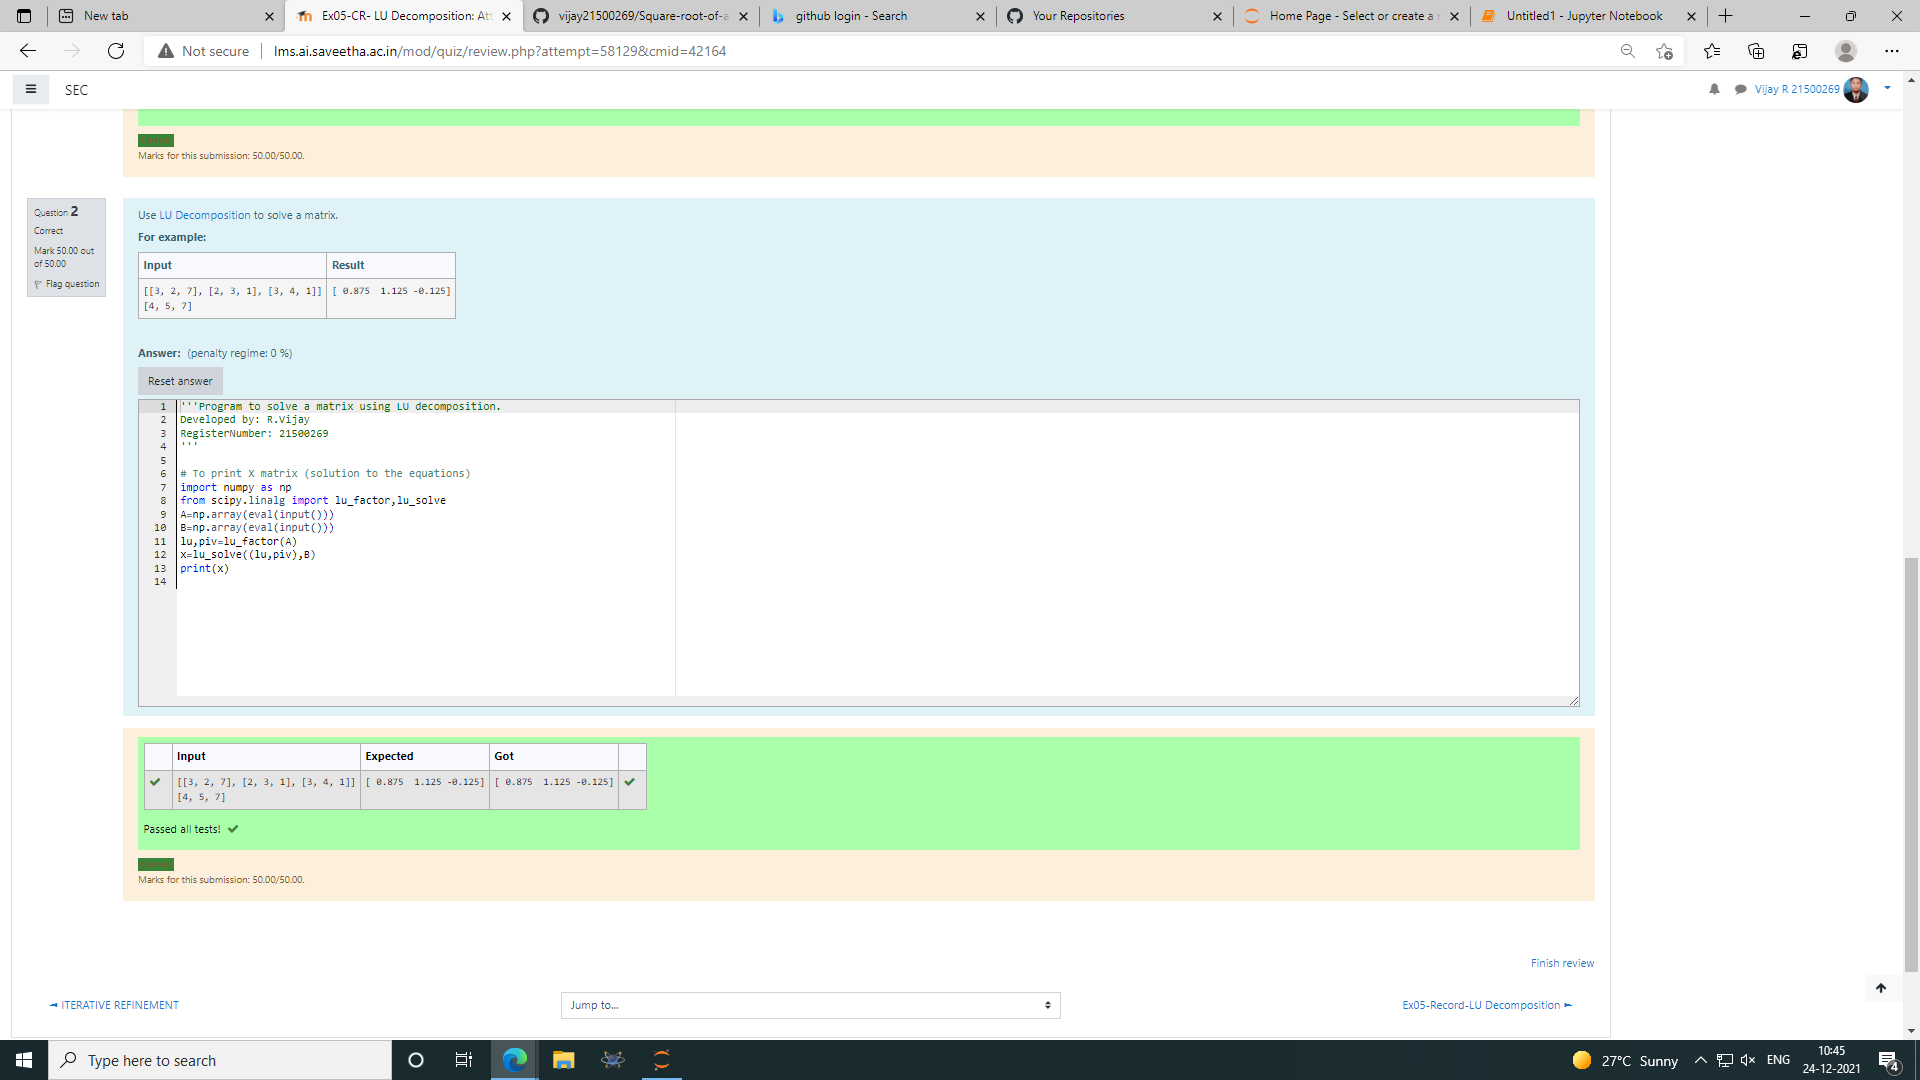 New tab
Ex05-CR- LU Decomposition: Att
vijay21500269/Square-root-of-a
github login - Search
Your Repositories
Home Page - Select or create a n
Untitled1 - Jupyter Notebook
Not secure
lms.ai.saveetha.ac.in/mod/quiz/review.php?attempt=58129&cmid=42164
SEC
Vijay R 21500269
Marks for this submission: 50.00/50.00.
Question 2
Correct
Mark 50.00 out
of 50.00
Flag question
Use LU Decomposition to solve a matrix.
For example:
Input Result
[[3, 2, 7], [2, 3, 1], [3, 4, 1]] [ 0.875  1.125 -0.125]
[4, 5, 7]
Answer: (penalty regime: 0 %)
Reset answer
1 '''Program to solve a matrix using LU decomposition.
2 Developed by: R.Vijay
3 RegisterNumber: 21500269
4 '''
5
6 # To print X matrix (solution to the equations)
7 import numpy as np
8 from scipy.linalg import lu_factor,lu_solve
9 A=np.array(eval(input()))
10 B=np.array(eval(input()))
11 lu,piv=lu_factor(A)
12 x=lu_solve((lu,piv),B)
13 print(x)
14
Input Expected Got
[[3, 2, 7], [2, 3, 1], [3, 4, 1]] [ 0.875  1.125 -0.125] [ 0.875  1.125 -0.125]
[4, 5, 7]
Passed all tests!
Marks for this submission: 50.00/50.00.
Finish review
◄ ITERATIVE REFINEMENT
Jump to...
Ex05-Record-LU Decomposition ►
Type here to search
27°C Sunny
ENG
10:45
24-12-2021
4